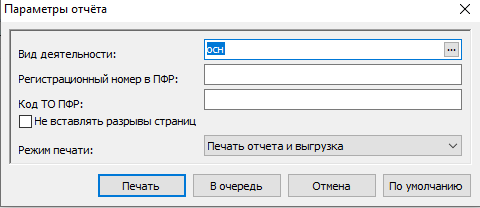 Параметры отчёта
Вид деятельности: осн ...
Регистрационный номер в ПФР:
Код ТО ПФР:
Не вставлять разрывы страниц
Режим печати: Печать отчета и выгрузка
Печать В очередь Отмена По умолчанию